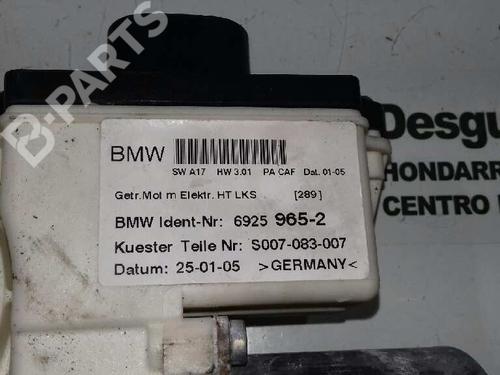 B-PARTS
BMW
SW A17 HW 3.01 PA CAF Dat. 01-05
Getr.Mot m Elektr. HT LKS [289]
BMW Ident-Nr: 6925 965-2
Kuester Teile Nr: S007-083-007
Datum: 25-01-05 >GERMANY<
Desgu
HONDARR
CENTRO